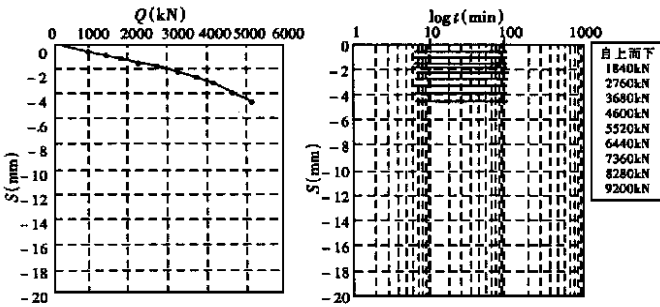 Q(kN)
0 1000 2000 3000 4000 5000 6000
0
-2
-4
-6
-8
-10
-12
-14
-16
-18
-20
S(mm)
log t(min)
1 10 100 1000
0
-2
-4
-6
-8
-10
-12
-14
-16
-18
-20
S(mm)
自上而下
1840kN
2760kN
3680kN
4600kN
5520kN
6440kN
7360kN
8280kN
9200kN